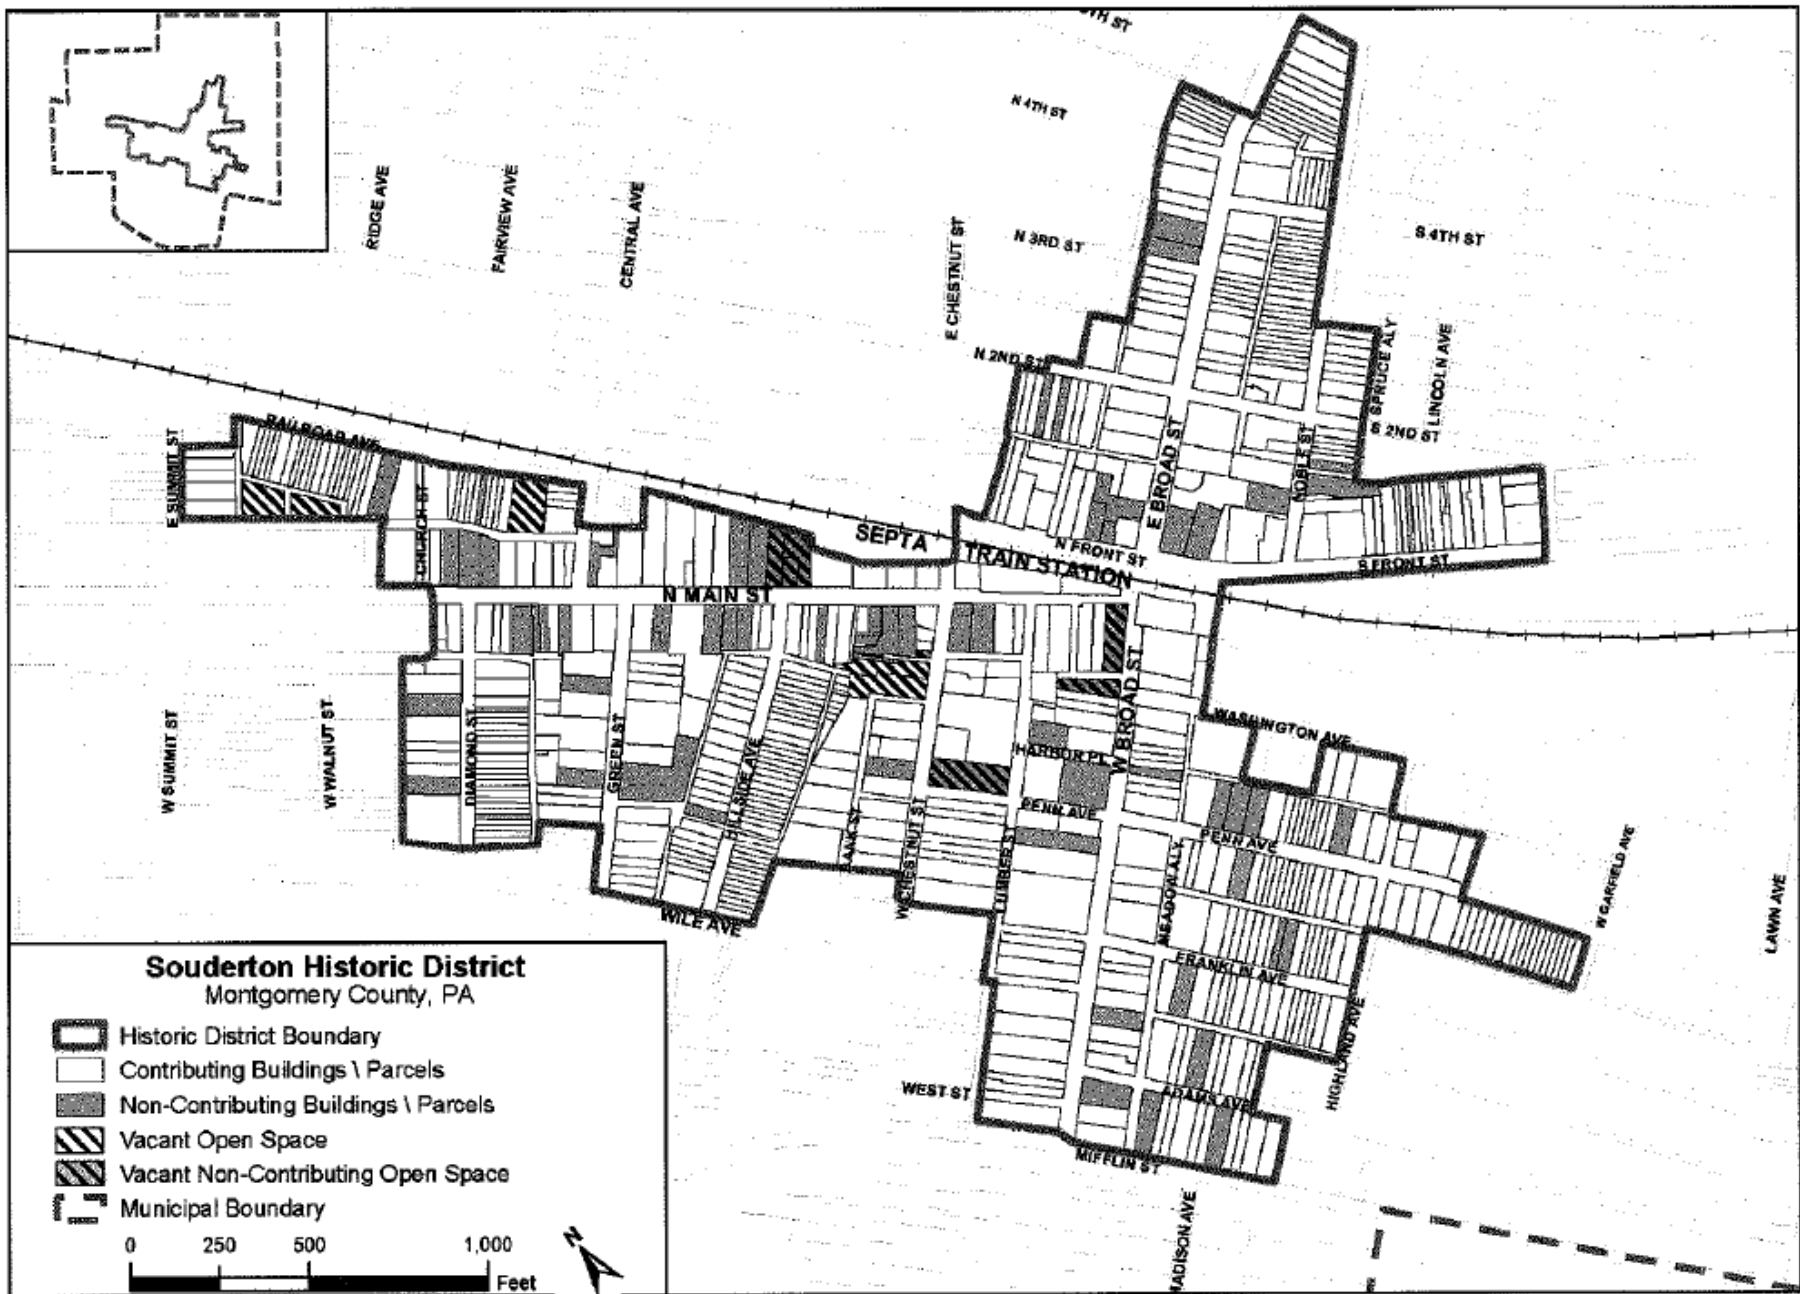 N 4TH ST
RIDGE AVE
FAIRVIEW AVE
CENTRAL AVE
E CHESTNUT ST
N 3RD ST
S 4TH ST
N 2ND ST
SPRUCE ALY
LINCOLN AVE
S 2ND ST
NOBLE ST
E BROAD ST
E SUMMIT ST
RAILROAD AVE
CHURCH ST
SEPTA
TRAIN STATION
N FRONT ST
S FRONT ST
N MAIN ST
W SUMMIT ST
W WALNUT ST
DIAMOND ST
GREEN ST
HILLSIDE AVE
W BROAD ST
WASHINGTON AVE
HARBOR PL
PENN AVE
PENN AVE
W CHESTNUT ST
LUMBER ST
MEADOW ALY
W GARFIELD AVE
LAWN AVE
WILE AVE
FRANKLIN AVE
HIGHLAND AVE
WEST ST
ADAMS AVE
MIFFLIN ST
Souderton Historic District
Montgomery County, PA
Historic District Boundary
Contributing Buildings \ Parcels
Non-Contributing Buildings \ Parcels
Vacant Open Space
Vacant Non-Contributing Open Space
Municipal Boundary
0 250 500 1,000
Feet
N